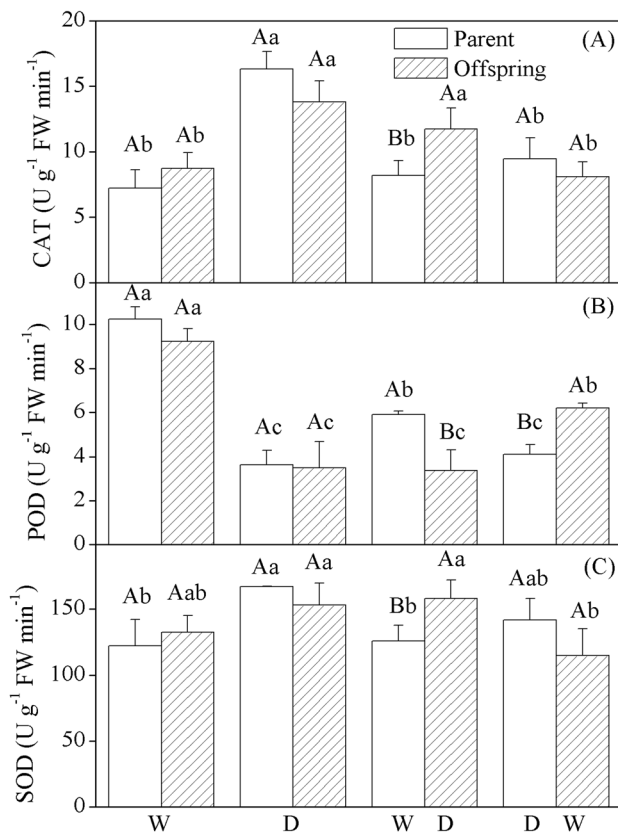 20
Aa
Parent
(A)
Aa
Offspring
15
Aa
Ab
Ab
Ab
Bb
Ab
10
5
0
CAT (U g⁻¹ FW min⁻¹)
Aa
Aa
(B)
10
8
Ab
Ab
6
Ac
Ac
Bc
Bc
4
2
0
POD (U g⁻¹ FW min⁻¹)
Aa
Aa
Aa
(C)
Ab
Aab
Bb
Aab
Ab
150
100
50
0
SOD (U g⁻¹ FW min⁻¹)
W D W D D W